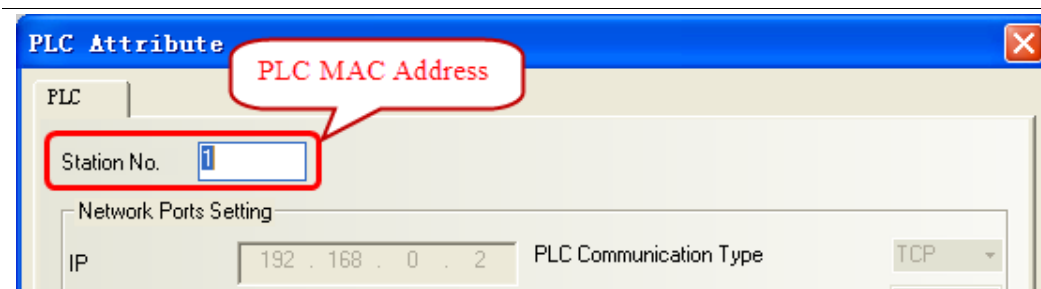 PLC Attribute
PLC MAC Address
PLC
Station No. 1
Network Ports Setting
IP 192 . 168 . 0 . 2 PLC Communication Type TCP